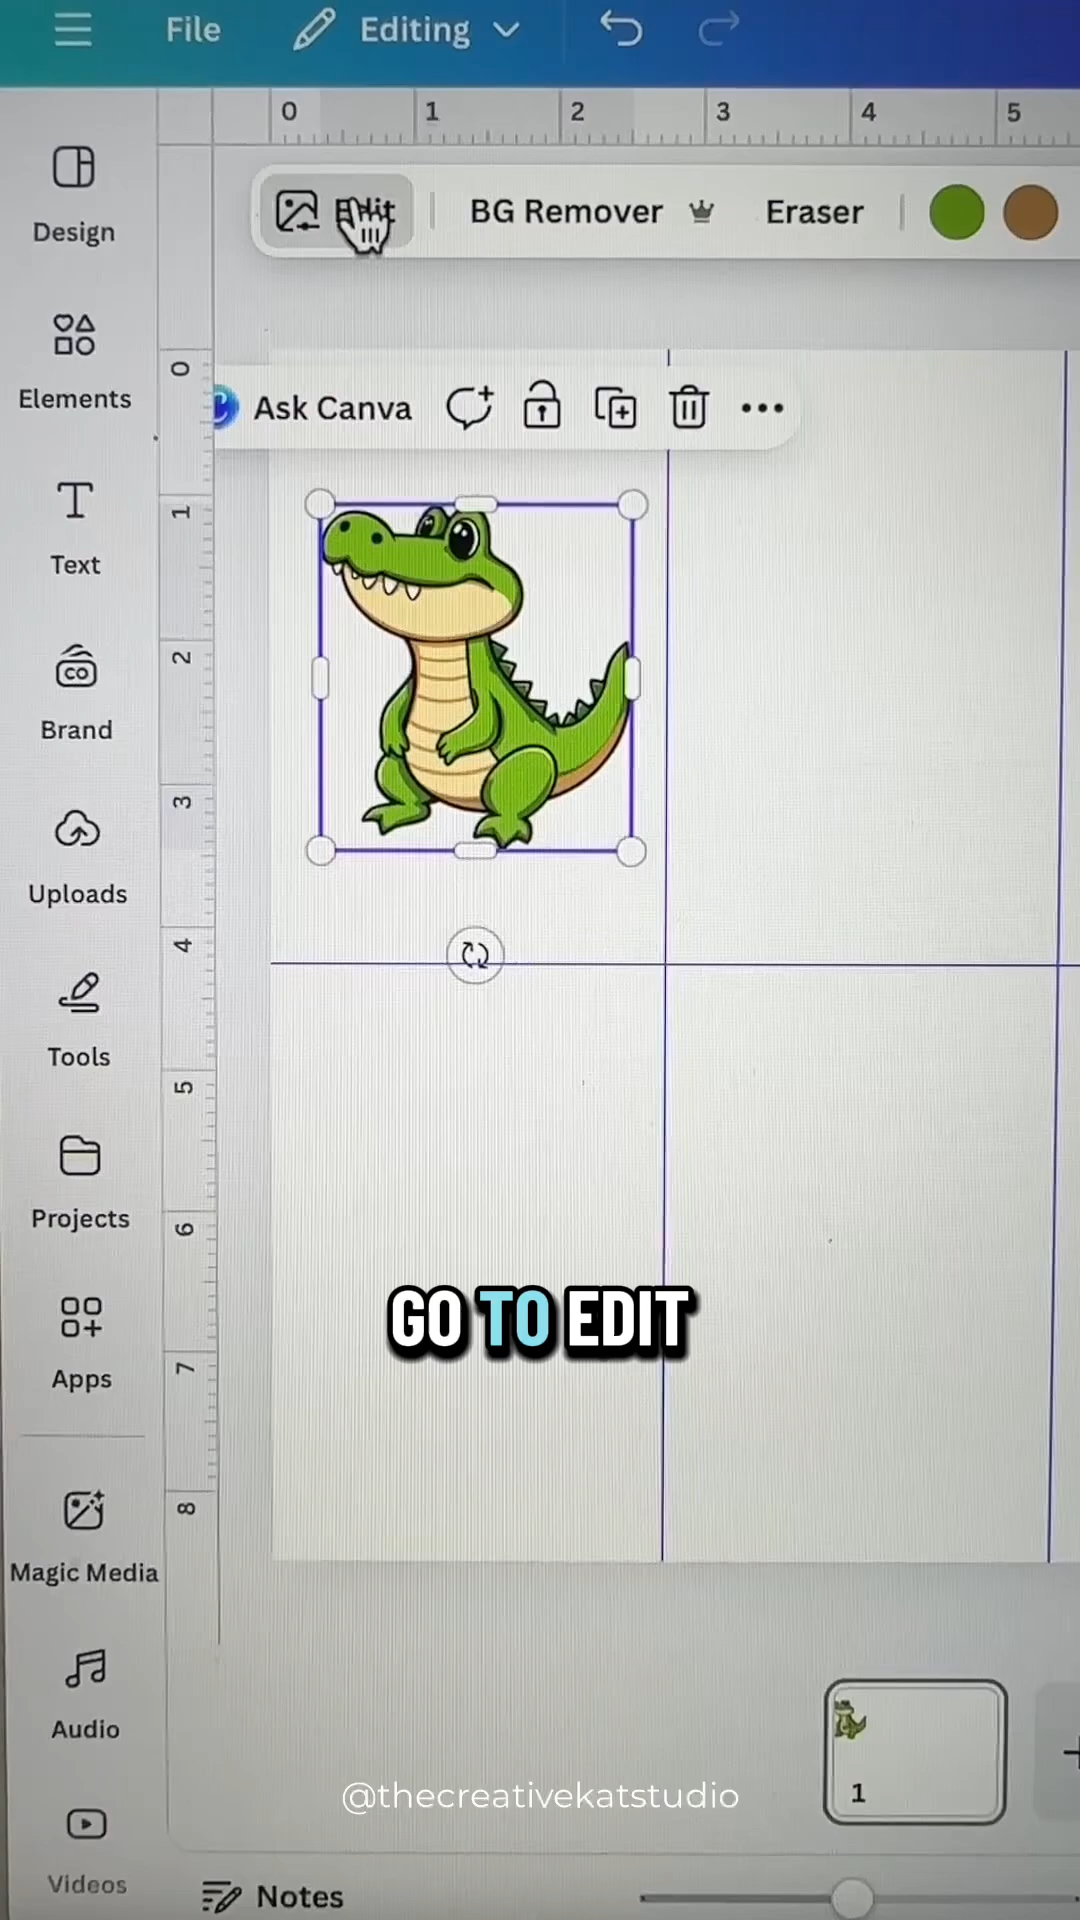 File
Editing
0 1 2 3 4 5
Design
Edit
BG Remover
Eraser
Elements
Ask Canva
0
1
2
3
4
5
6
7
8
Text
Brand
CO
Uploads
Tools
Projects
Apps
GO TO EDIT
Magic Media
Audio
1
@thecreativekatstudio
Videos
Notes